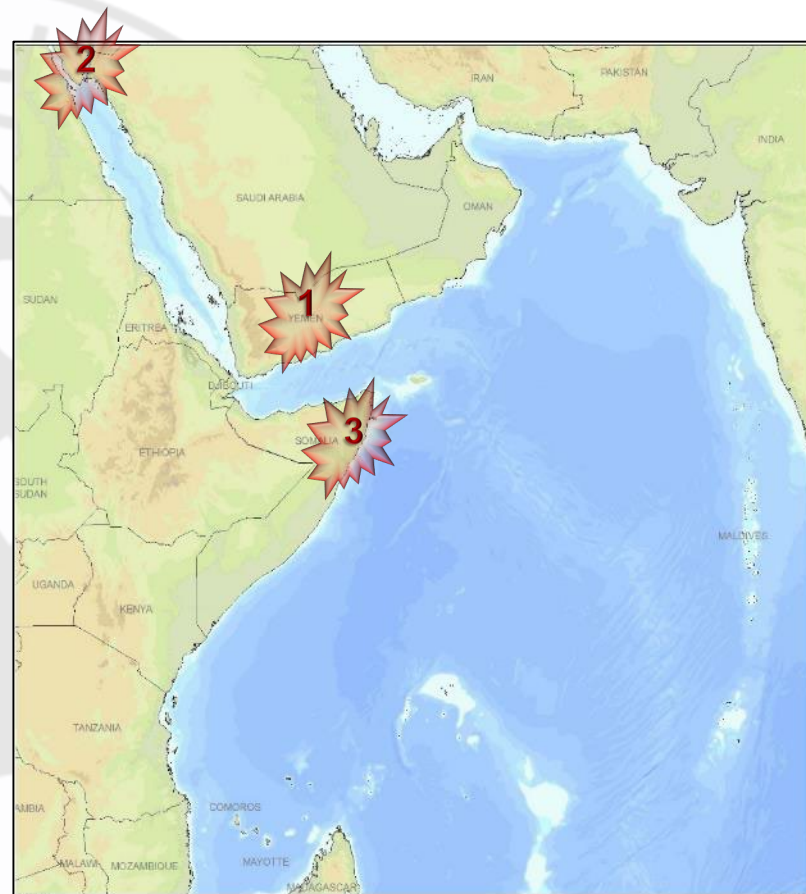 2
IRAN
PAKISTAN
INDIA
SAUDI ARABIA
OMAN
1
SUDAN
YEMEN
ERITREA
DJIBOUTI
3
SOMALIA
ETHIOPIA
SOUTH
SUDAN
MALDIVES
UGANDA
KENYA
TANZANIA
COMOROS
AMBIA
MALAWI
MOZAMBIQUE
MAYOTTE
MADAGASCAR